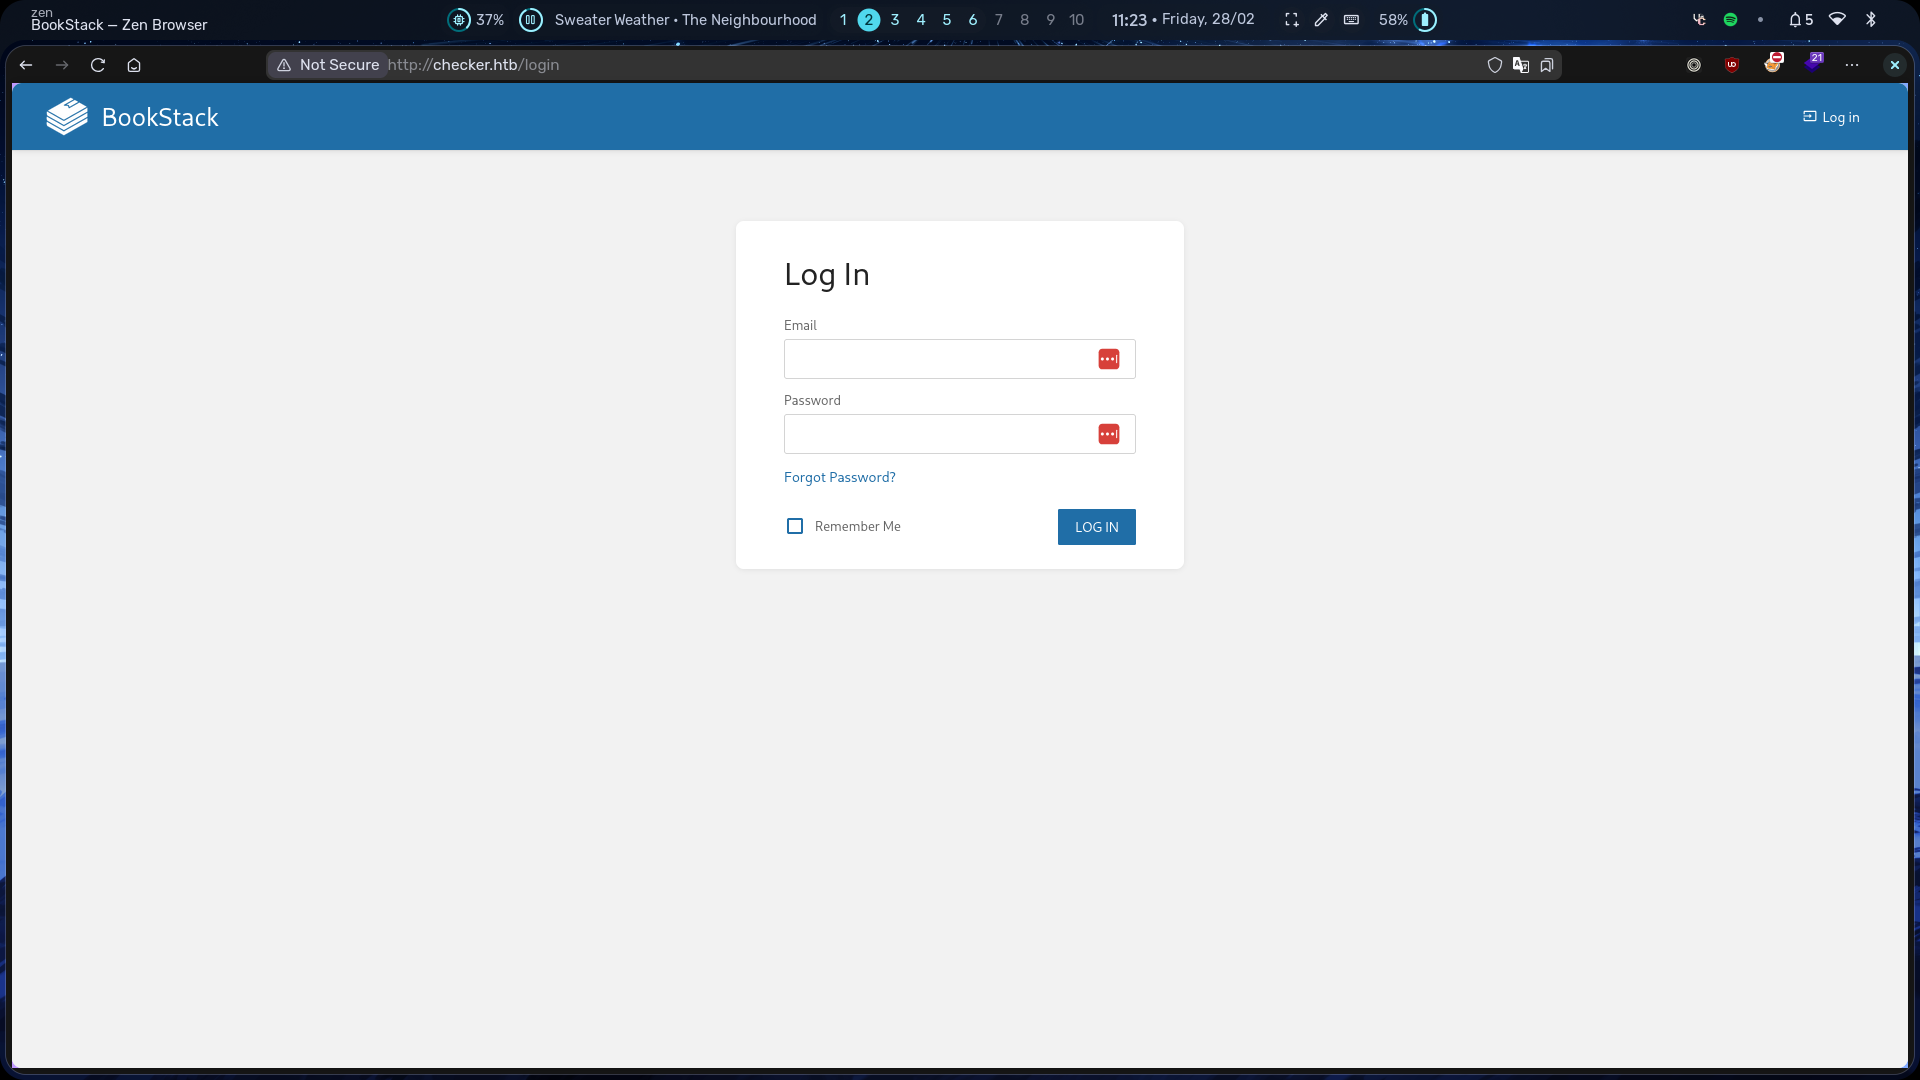 zen
BookStack — Zen Browser
37%
Sweater Weather • The Neighbourhood
1 2 3 4 5 6 7 8 9 10
11:23 • Friday, 28/02
58%
5
Not Secure http://checker.htb/login
21
BookStack
Log in
Log In
Email
Password
Forgot Password?
Remember Me
LOG IN